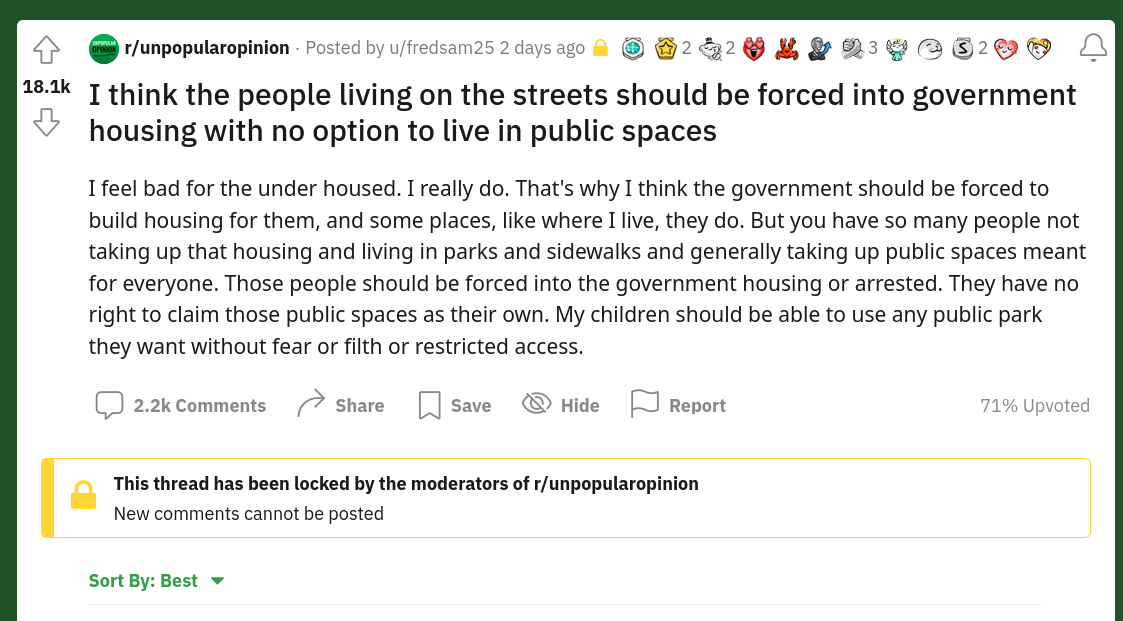 r/unpopularopinion · Posted by u/fredsam25 2 days ago 2 2 3 S 2
18.1k
I think the people living on the streets should be forced into government
housing with no option to live in public spaces
I feel bad for the under housed. I really do. That's why I think the government should be forced to
build housing for them, and some places, like where I live, they do. But you have so many people not
taking up that housing and living in parks and sidewalks and generally taking up public spaces meant
for everyone. Those people should be forced into the government housing or arrested. They have no
right to claim those public spaces as their own. My children should be able to use any public park
they want without fear or filth or restricted access.
2.2k Comments Share Save Hide Report 71% Upvoted
This thread has been locked by the moderators of r/unpopularopinion
New comments cannot be posted
Sort By: Best